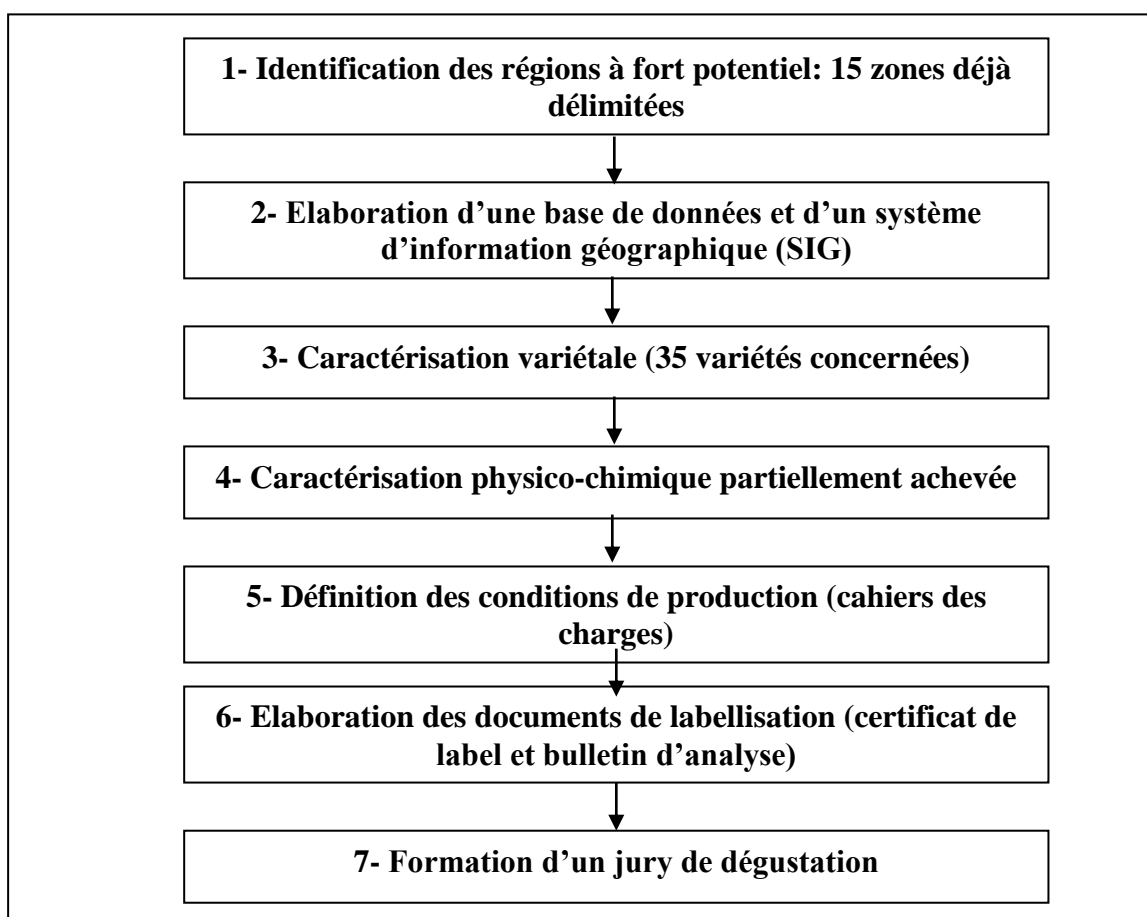 1- Identification des régions à fort potentiel: 15 zones déjà
délimitées
2- Elaboration d’une base de données et d’un système
d’information géographique (SIG)
3- Caractérisation variétale (35 variétés concernées)
4- Caractérisation physico-chimique partiellement achevée
5- Définition des conditions de production (cahiers des
charges)
6- Elaboration des documents de labellisation (certificat de
label et bulletin d’analyse)
7- Formation d’un jury de dégustation